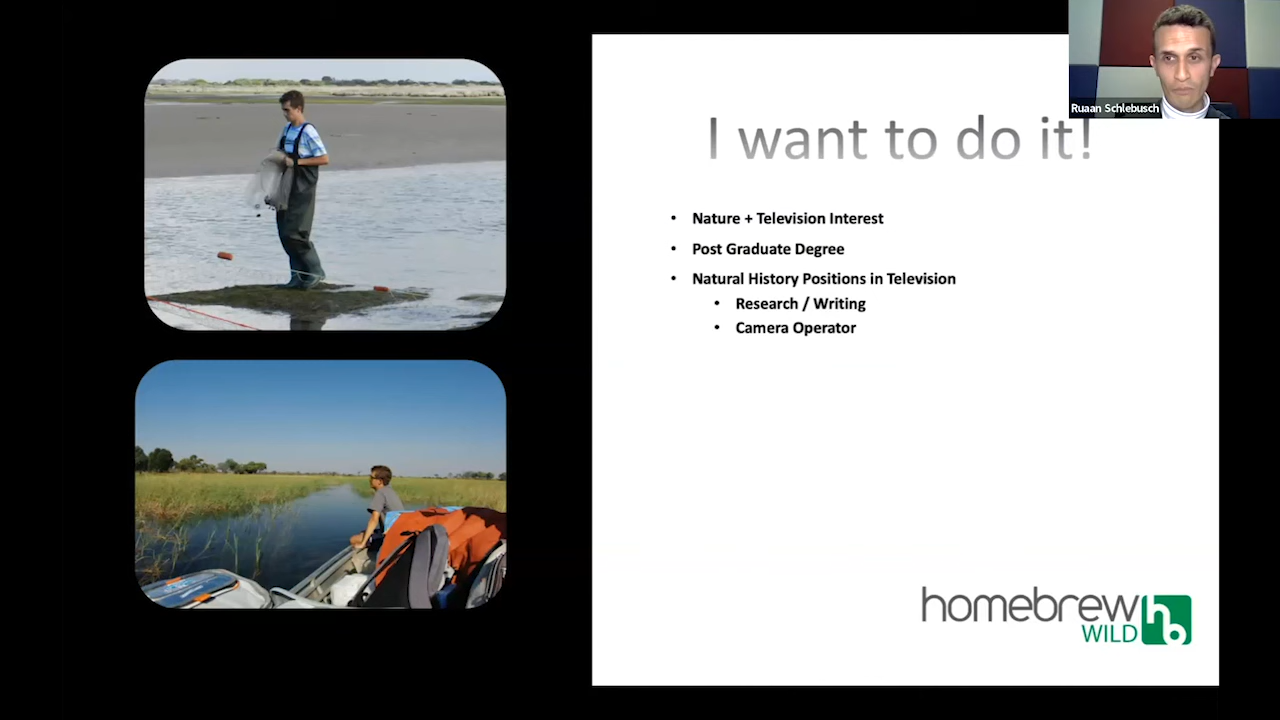 Ruaan Schlebusch
I want to do it!
• Nature + Television Interest
• Post Graduate Degree
• Natural History Positions in Television
• Research / Writing
• Camera Operator
homebrew hb
WILD